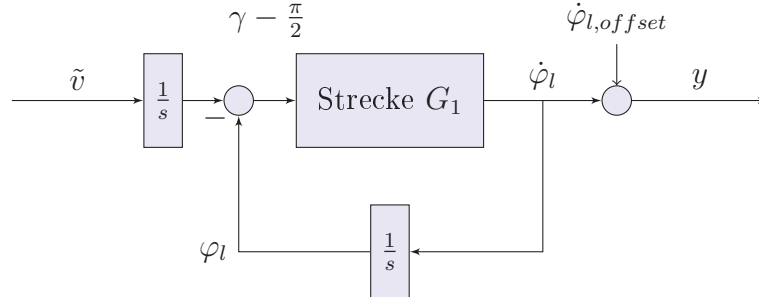 γ − π/2
φ̇_{l,offset}
ṽ
1/s
−
Strecke G₁
φ̇_l
y
φ_l
1/s